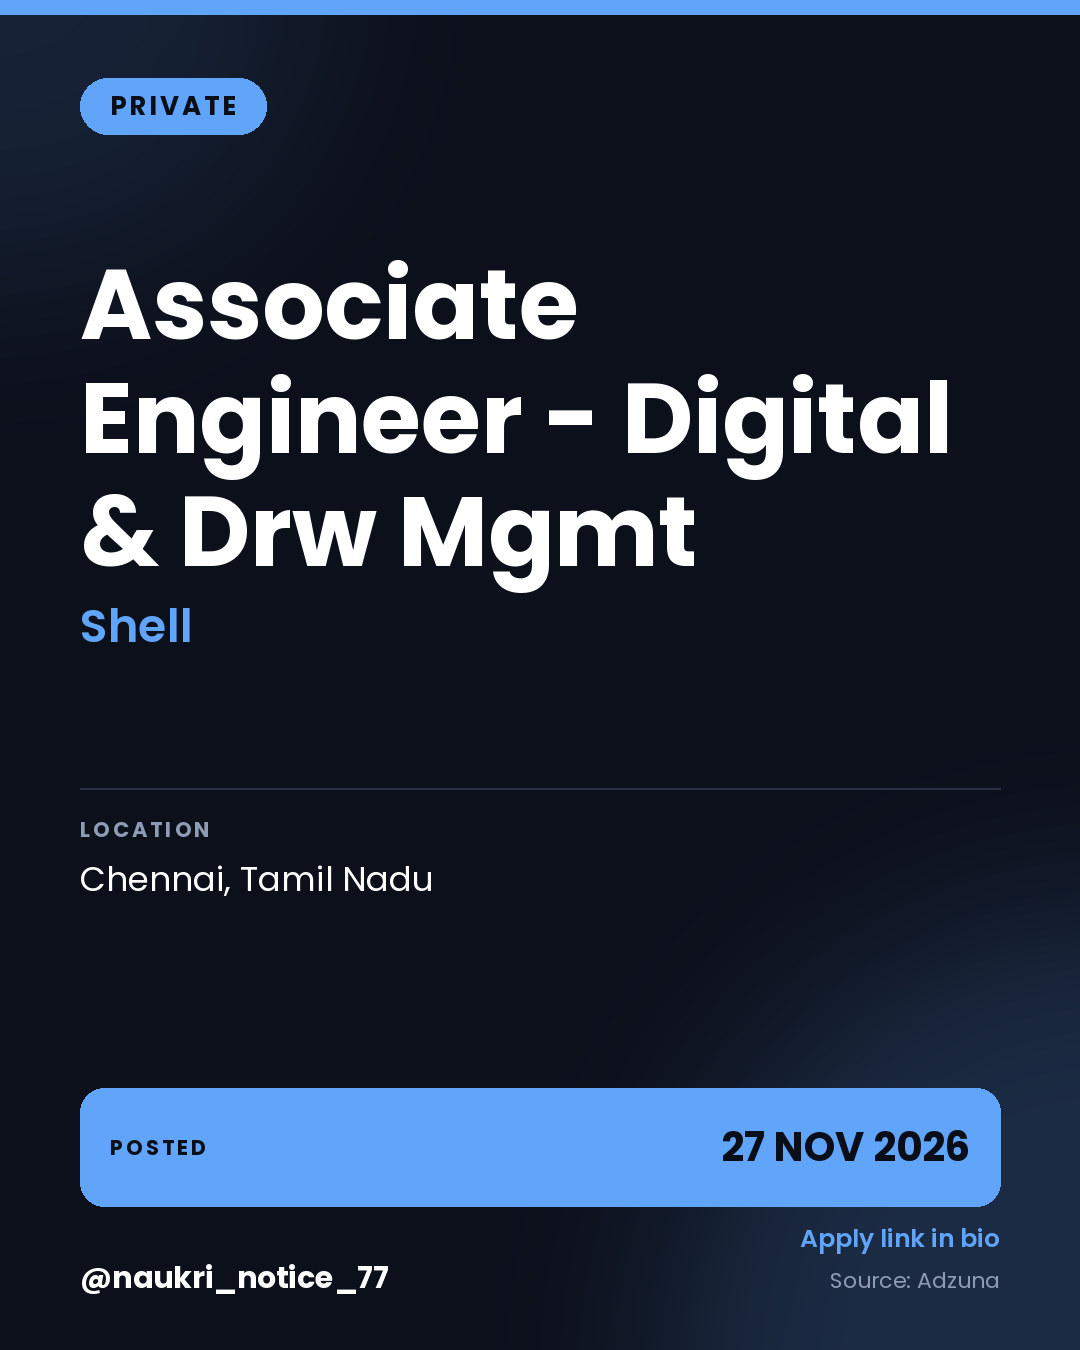 PRIVATE
Associate
Engineer - Digital
& Drw Mgmt
Shell
LOCATION
Chennai, Tamil Nadu
POSTED
27 NOV 2026
Apply link in bio
@naukri_notice_77
Source: Adzuna